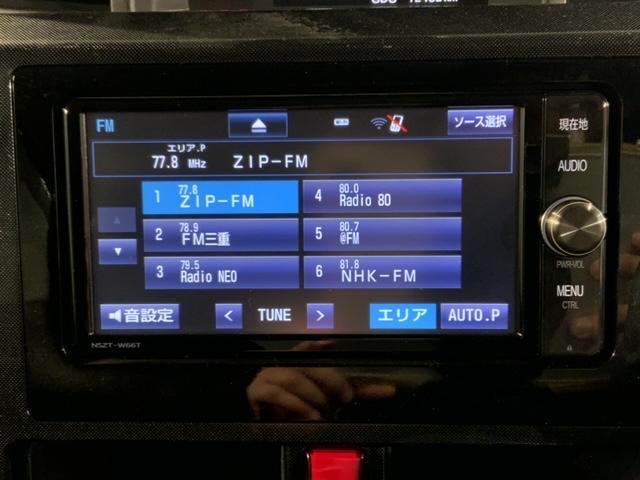 FM
ソース選択
エリア.P
77.8 MHz ZIP-FM
1 77.8 ZIP-FM
2 78.9 FM三重
3 79.5 Radio NEO
4 80.0 Radio 80
5 80.7 @FM
6 81.8 NHK-FM
音設定
< TUNE >
エリア
AUTO.P
NSZT-W66T
現在地
AUDIO
PWR-VOL
MENU
CTRL